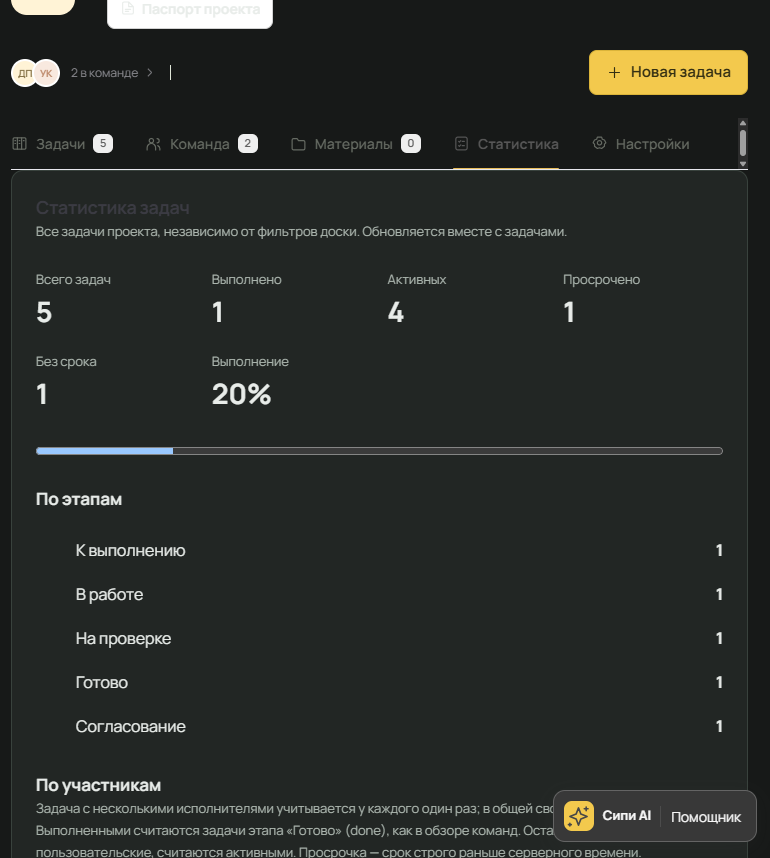 Паспорт проекта
ДП УК 2 в команде
+ Новая задача
Задачи 5 Команда 2 Материалы 0 Статистика Настройки
Статистика задач
Все задачи проекта, независимо от фильтров доски. Обновляется вместе с задачами.
Всего задач Выполнено Активных Просрочено
5 1 4 1
Без срока Выполнение
1 20%
По этапам
К выполнению 1
В работе 1
На проверке 1
Готово 1
Согласование 1
По участникам
Задача с несколькими исполнителями учитывается у каждого один раз; в общей
Выполненными считаются задачи этапа «Готово» (done), как в обзоре команд.
пользовательские, считаются активными. Просрочка — срок строго раньше серверного времени.
Сипи AI Помощник